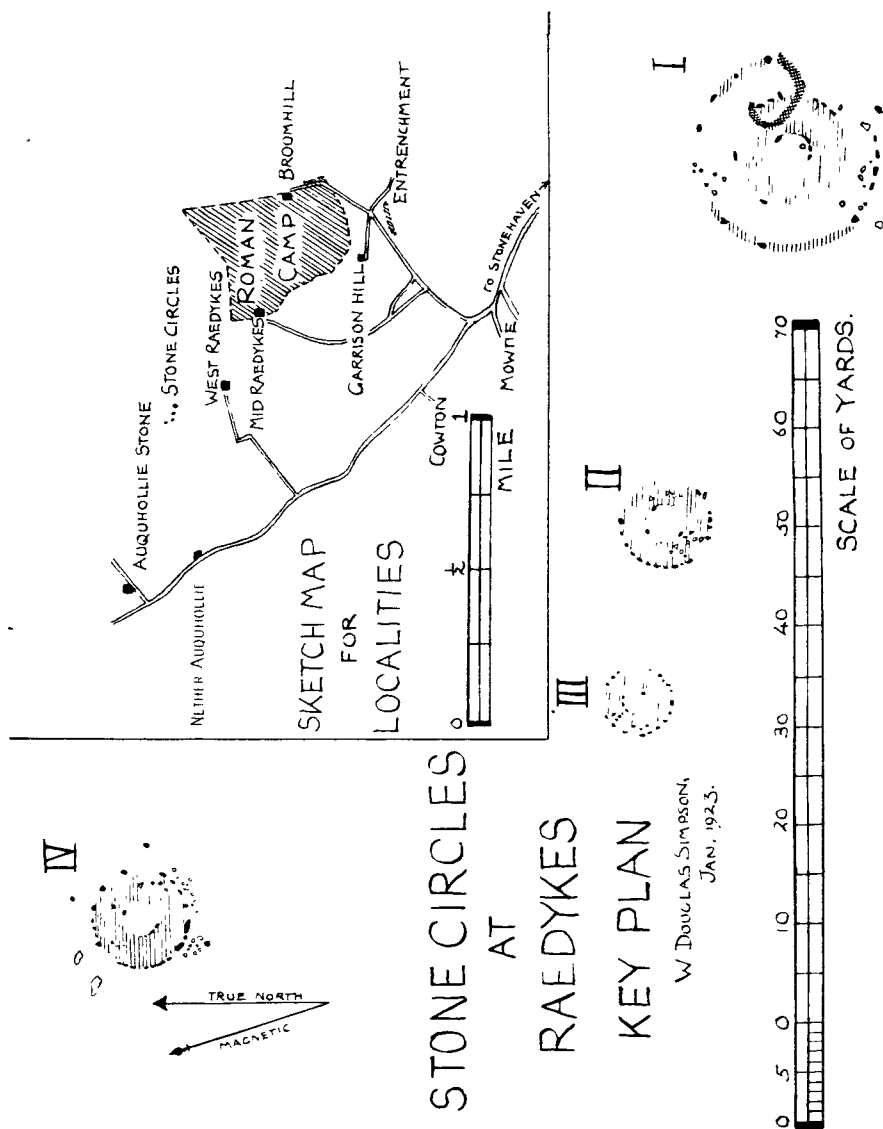 IV
TRUE NORTH
MAGNETIC
STONE CIRCLES
AT
RAEDYKES
KEY PLAN
W DOUGLAS SIMPSON,
JAN. 1923.
SKETCH MAP
FOR
LOCALITIES
0 ½ 1
MILE
AUQUHOLLIE STONE
NETHER AUQUHOLLIE
STONE CIRCLES
WEST RAEDYKES
MID RAEDYKES
ROMAN
CAMP
BROOMHILL
GARRISON HILL
ENTRENCHMENT
COWTON
MOWTIE
TO STONEHAVEN
III
II
I
0 5 0 10 20 30 40 50 60 70
SCALE OF YARDS.